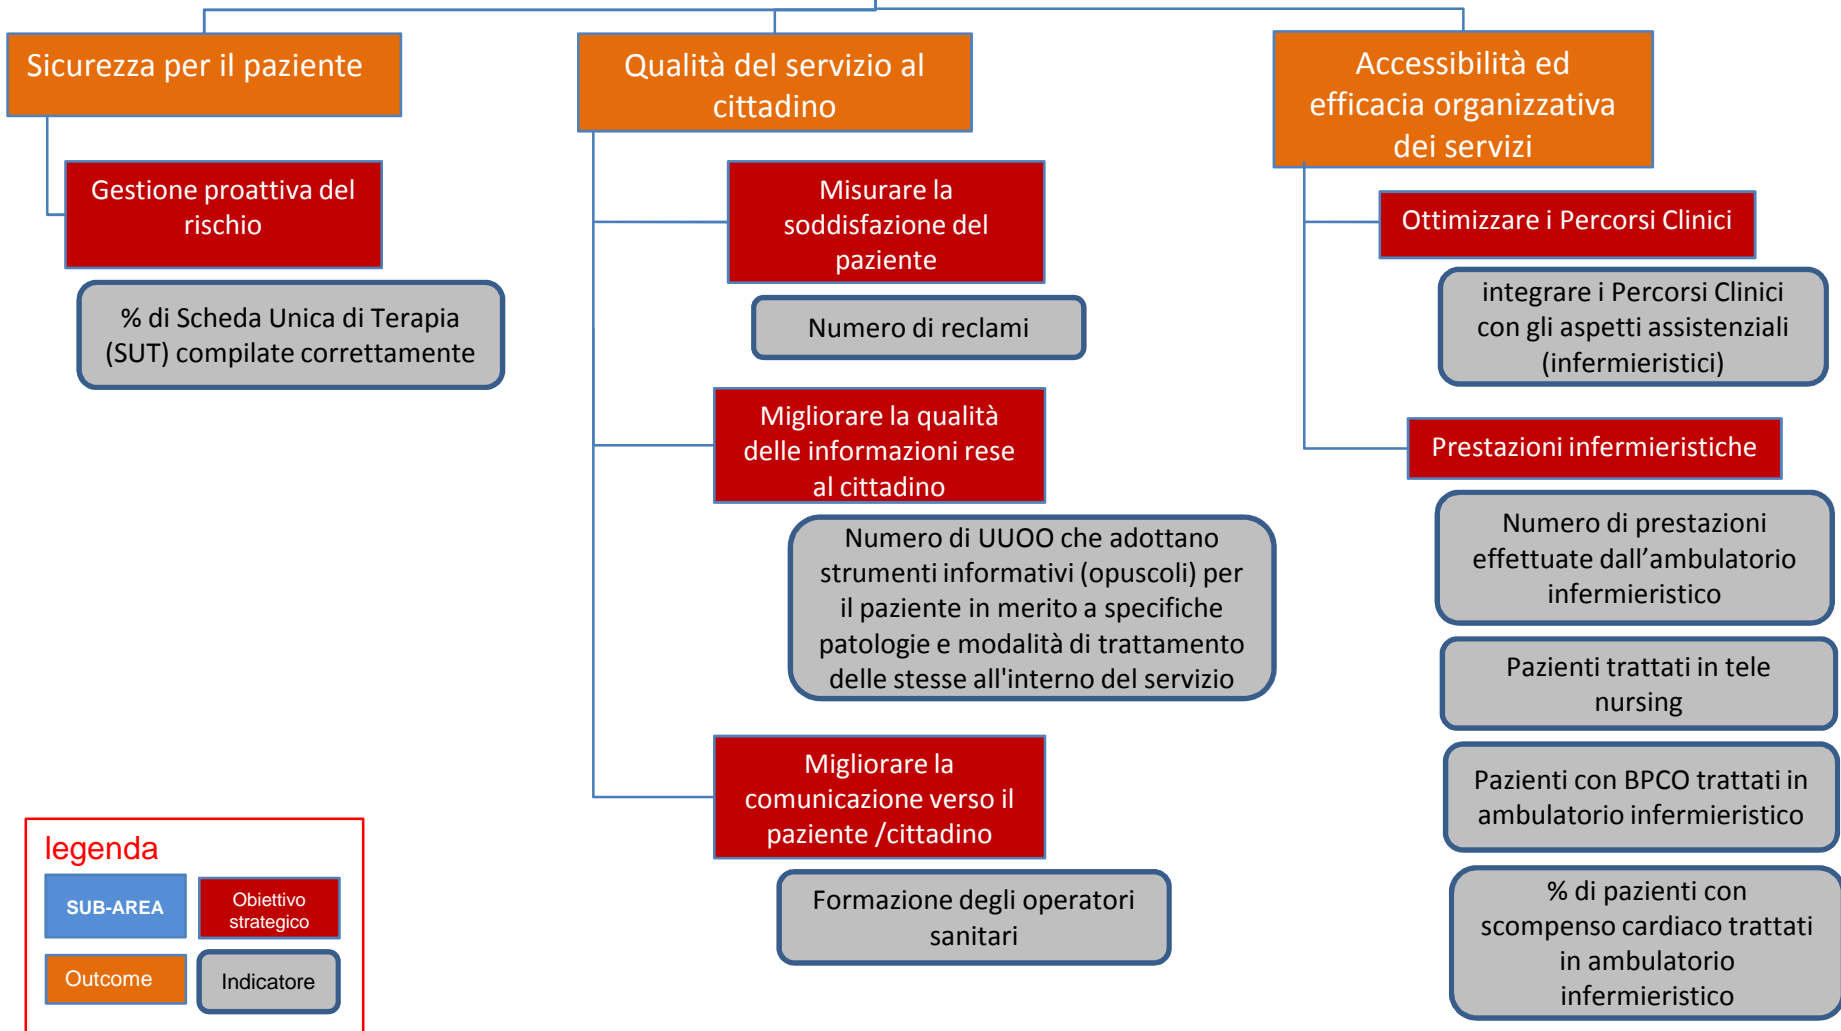 Sicurezza per il paziente
Gestione proattiva del
rischio
% di Scheda Unica di Terapia
(SUT) compilate correttamente
Qualità del servizio al
cittadino
Misurare la
soddisfazione del
paziente
Numero di reclami
Migliorare la qualità
delle informazioni rese
al cittadino
Numero di UUOO che adottano
strumenti informativi (opuscoli) per
il paziente in merito a specifiche
patologie e modalità di trattamento
delle stesse all'interno del servizio
Migliorare la
comunicazione verso il
paziente /cittadino
Formazione degli operatori
sanitari
Accessibilità ed
efficacia organizzativa
dei servizi
Ottimizzare i Percorsi Clinici
integrare i Percorsi Clinici
con gli aspetti assistenziali
(infermieristici)
Prestazioni infermieristiche
Numero di prestazioni
effettuate dall’ambulatorio
infermieristico
Pazienti trattati in tele
nursing
Pazienti con BPCO trattati in
ambulatorio infermieristico
% di pazienti con
scompenso cardiaco trattati
in ambulatorio
infermieristico
legenda
SUB-AREA
Obiettivo
strategico
Outcome
Indicatore